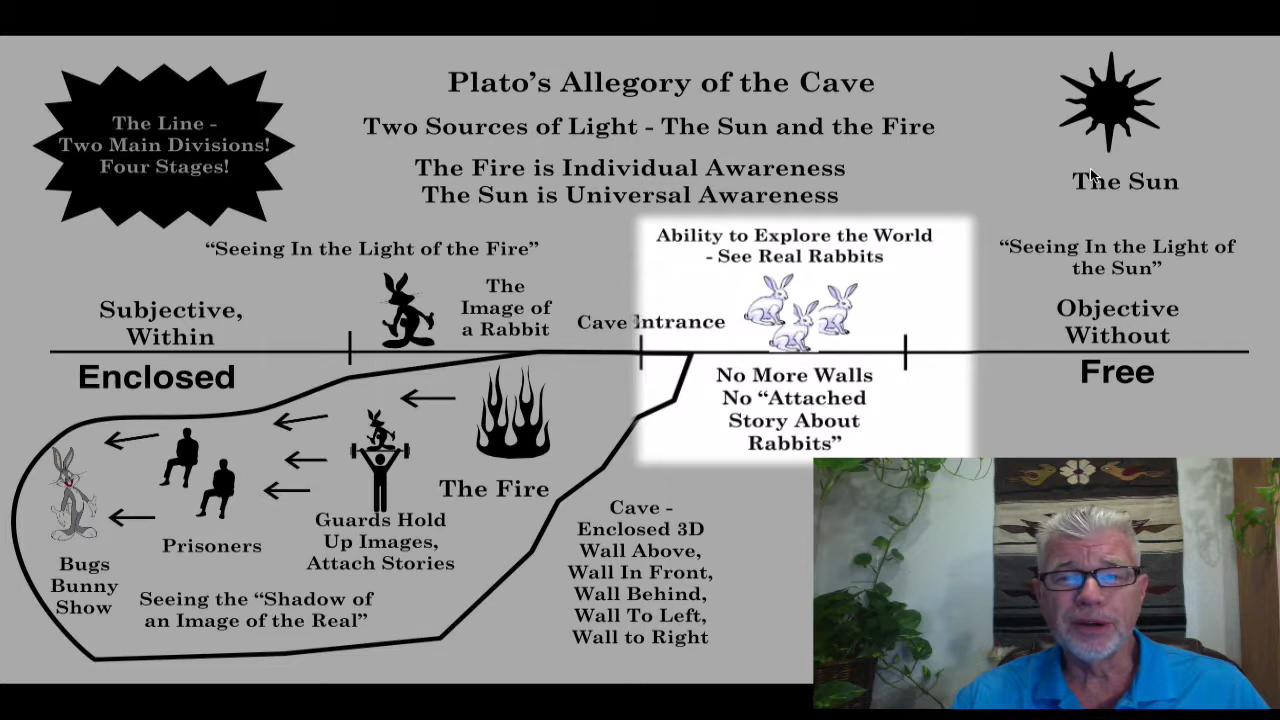 Plato's Allegory of the Cave
The Line -
Two Main Divisions!
Four Stages!
Two Sources of Light - The Sun and the Fire
The Fire is Individual Awareness
The Sun is Universal Awareness
The Sun
"Seeing In the Light of the Fire"
Ability to Explore the World
- See Real Rabbits
"Seeing In the Light of
the Sun"
Subjective,
Within
The
Image of
a Rabbit
Cave Entrance
Objective
Without
Enclosed
No More Walls
No "Attached
Story About
Rabbits"
Free
The Fire
Guards Hold
Up Images,
Attach Stories
Prisoners
Bugs
Bunny
Show
Seeing the "Shadow of
an Image of the Real"
Cave -
Enclosed 3D
Wall Above,
Wall In Front,
Wall Behind,
Wall To Left,
Wall to Right